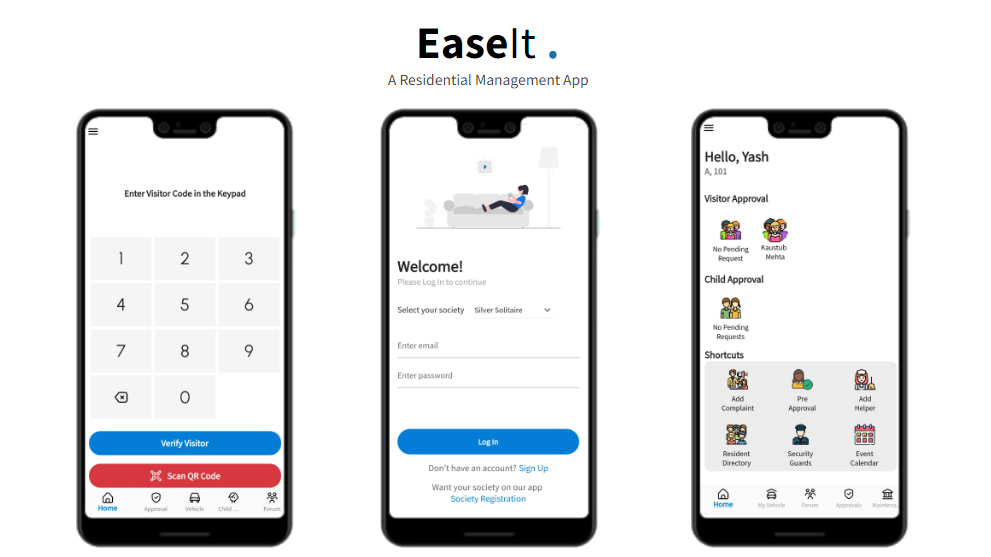 EaseIt .
A Residential Management App
Enter Visitor Code in the Keypad
1 2 3
4 5 6
7 8 9
0
Verify Visitor
Scan QR Code
Home Approval Vehicle Child ... Forum
Welcome!
Please Log In to continue
Select your society Silver Solitaire
Enter email
Enter password
Log In
Don't have an account? Sign Up
Want your society on our app
Society Registration
Hello, Yash
A, 101
Visitor Approval
No Pending Kaustub
Request Mehta
Child Approval
No Pending
Requests
Shortcuts
Add Pre Add
Complaint Approval Helper
Resident Security Event
Directory Guards Calendar
Home My Vehicle Forum Approvals Maintena